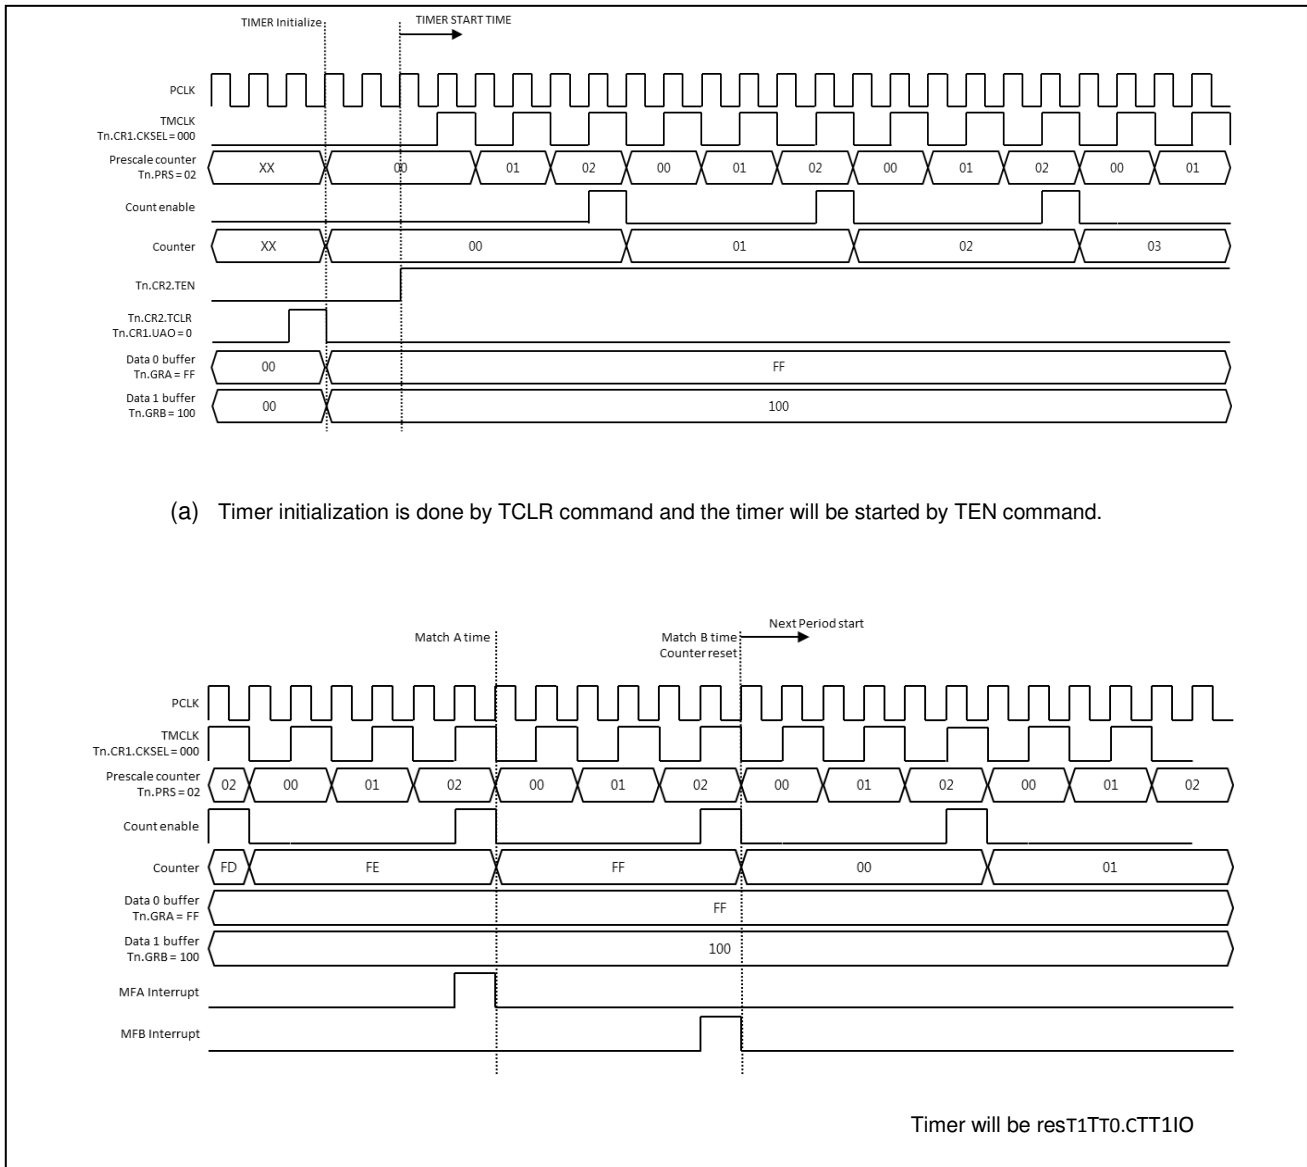 TIMER Initialize
TIMER START TIME
PCLK
TMCLK
Tn.CR1.CKSEL = 000
Prescale counter
Tn.PRS = 02
XX 00 01 02 00 01 02 00 01 02 00 01
Count enable
Counter
XX 00 01 02 03
Tn.CR2.TEN
Tn.CR2.TCLR
Tn.CR1.UAO = 0
Data 0 buffer
Tn.GRA = FF
00 FF
Data 1 buffer
Tn.GRB = 100
00 100
(a) Timer initialization is done by TCLR command and the timer will be started by TEN command.
Match A time
Match B time
Counter reset
Next Period start
PCLK
TMCLK
Tn.CR1.CKSEL = 000
Prescale counter
Tn.PRS = 02
02 00 01 02 00 01 02 00 01 02 00 01 02
Count enable
Counter
FD FE FF 00 01
Data 0 buffer
Tn.GRA = FF
FF
Data 1 buffer
Tn.GRB = 100
100
MFA Interrupt
MFB Interrupt
Timer will be resT1TT0.CTT1IO